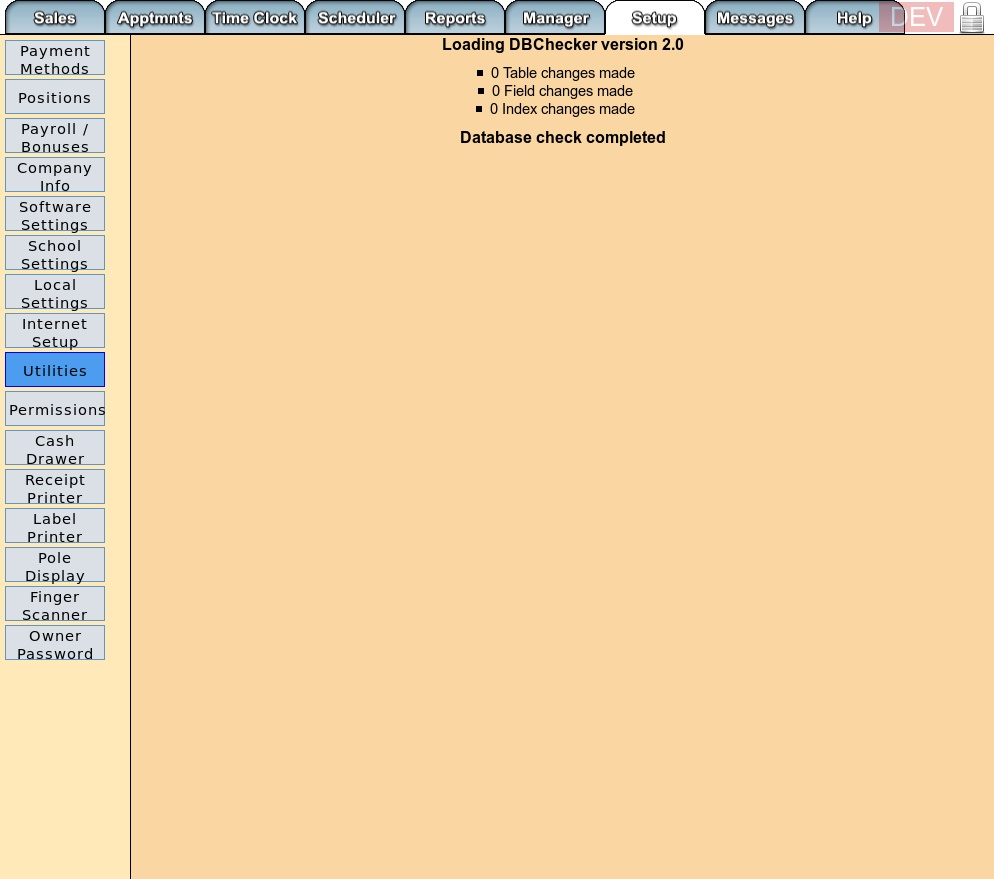 Sales Apptmnts Time Clock Scheduler Reports Manager Setup Messages Help DEV
Payment
Methods
Positions
Payroll /
Bonuses
Company
Info
Software
Settings
School
Settings
Local
Settings
Internet
Setup
Utilities
Permissions
Cash
Drawer
Receipt
Printer
Label
Printer
Pole
Display
Finger
Scanner
Owner
Password
Loading DBChecker version 2.0
0 Table changes made
0 Field changes made
0 Index changes made
Database check completed